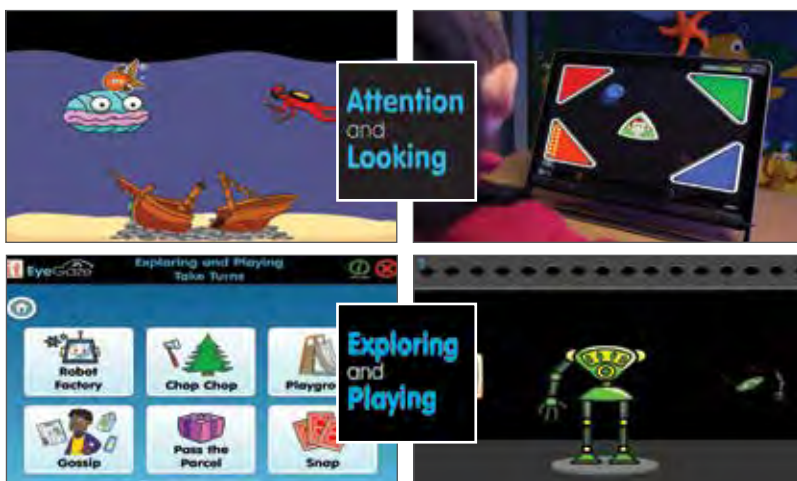 Attention
and
Looking
EyeGaze
Exploring and Playing
Take Turns
Robot
Factory
Chop Chop
Playgro
Gossip
Pass the
Parcel
Snap
Exploring
and
Playing